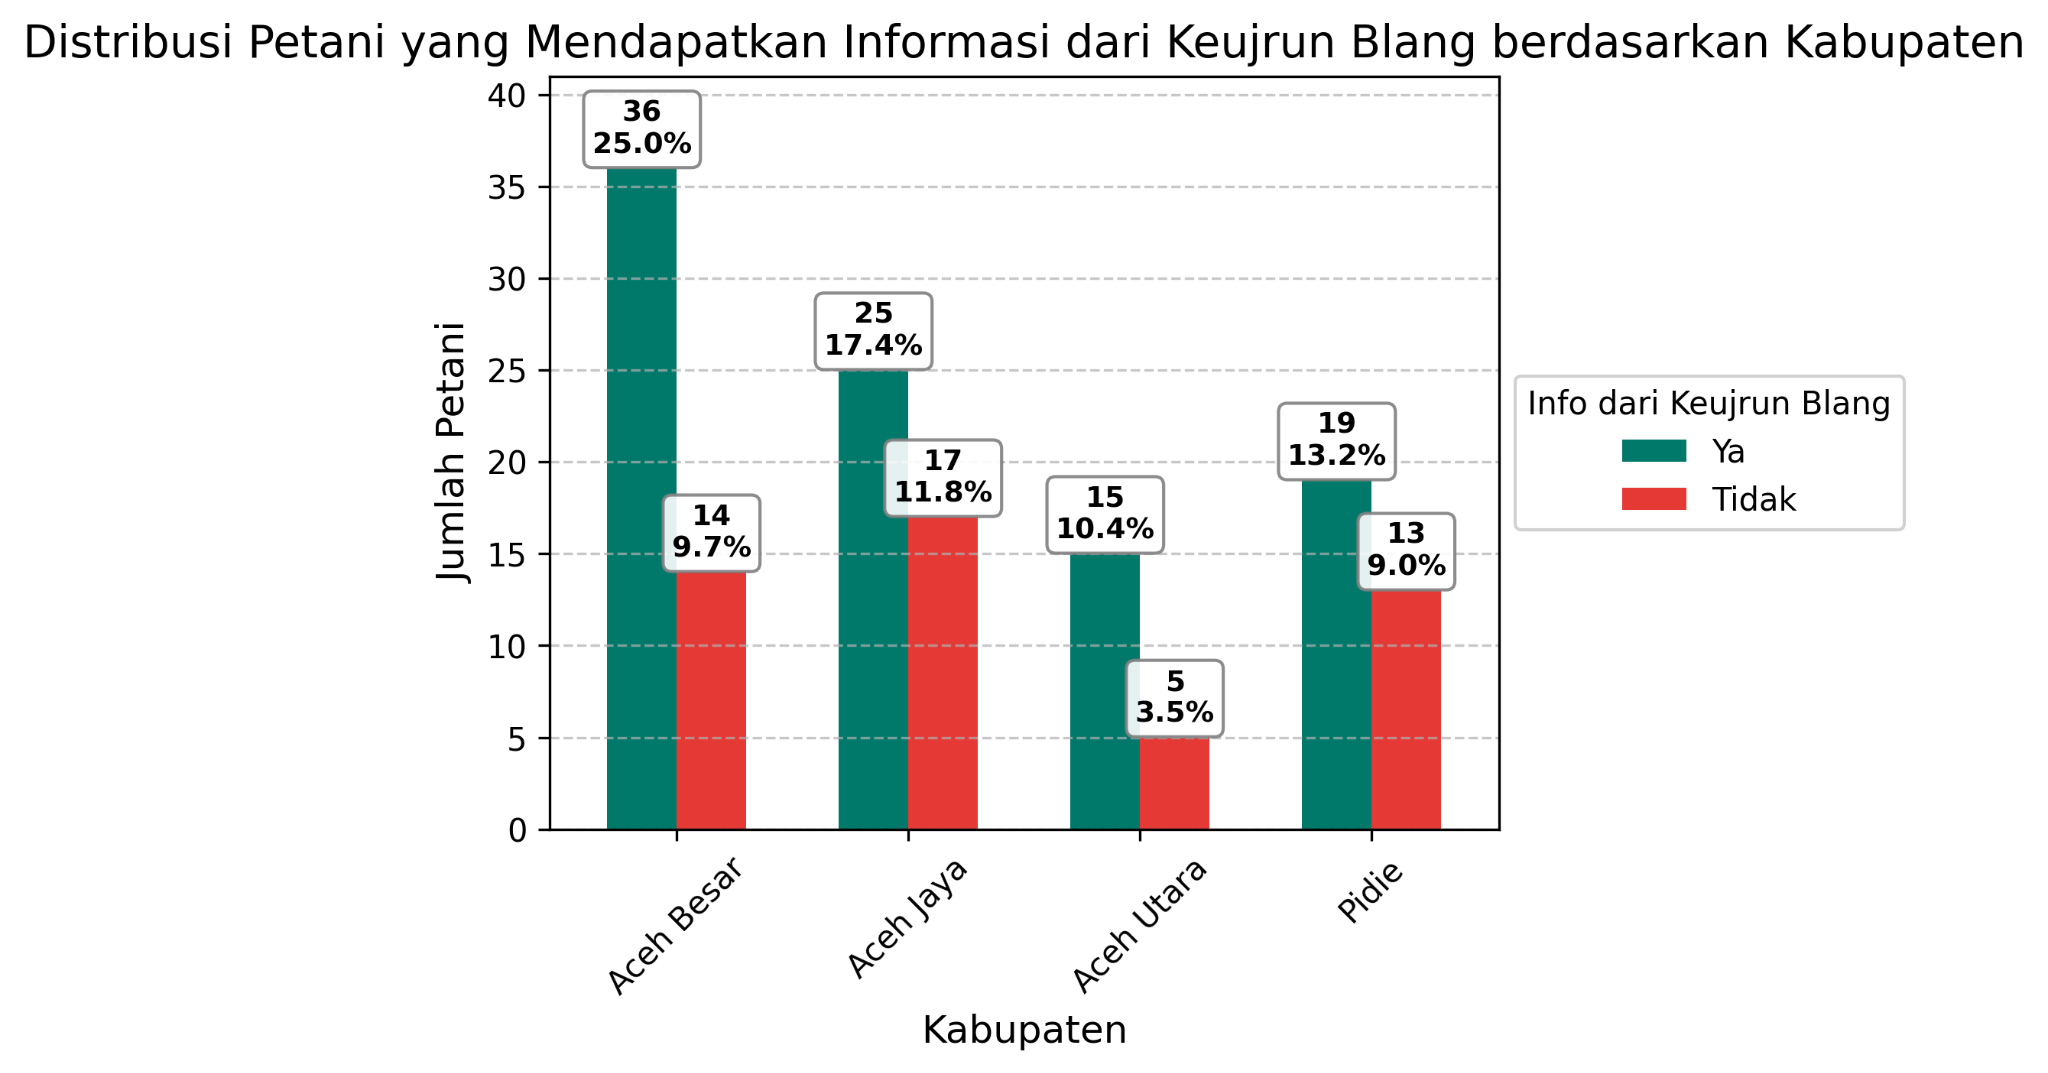 Distribusi Petani yang Mendapatkan Informasi dari Keujrun Blang berdasarkan Kabupaten
Jumlah Petani
40
35
30
25
20
15
10
5
0
36
25.0%
14
9.7%
25
17.4%
17
11.8%
15
10.4%
5
3.5%
19
13.2%
13
9.0%
Aceh Besar
Aceh Jaya
Aceh Utara
Pidie
Kabupaten
Info dari Keujrun Blang
Ya
Tidak